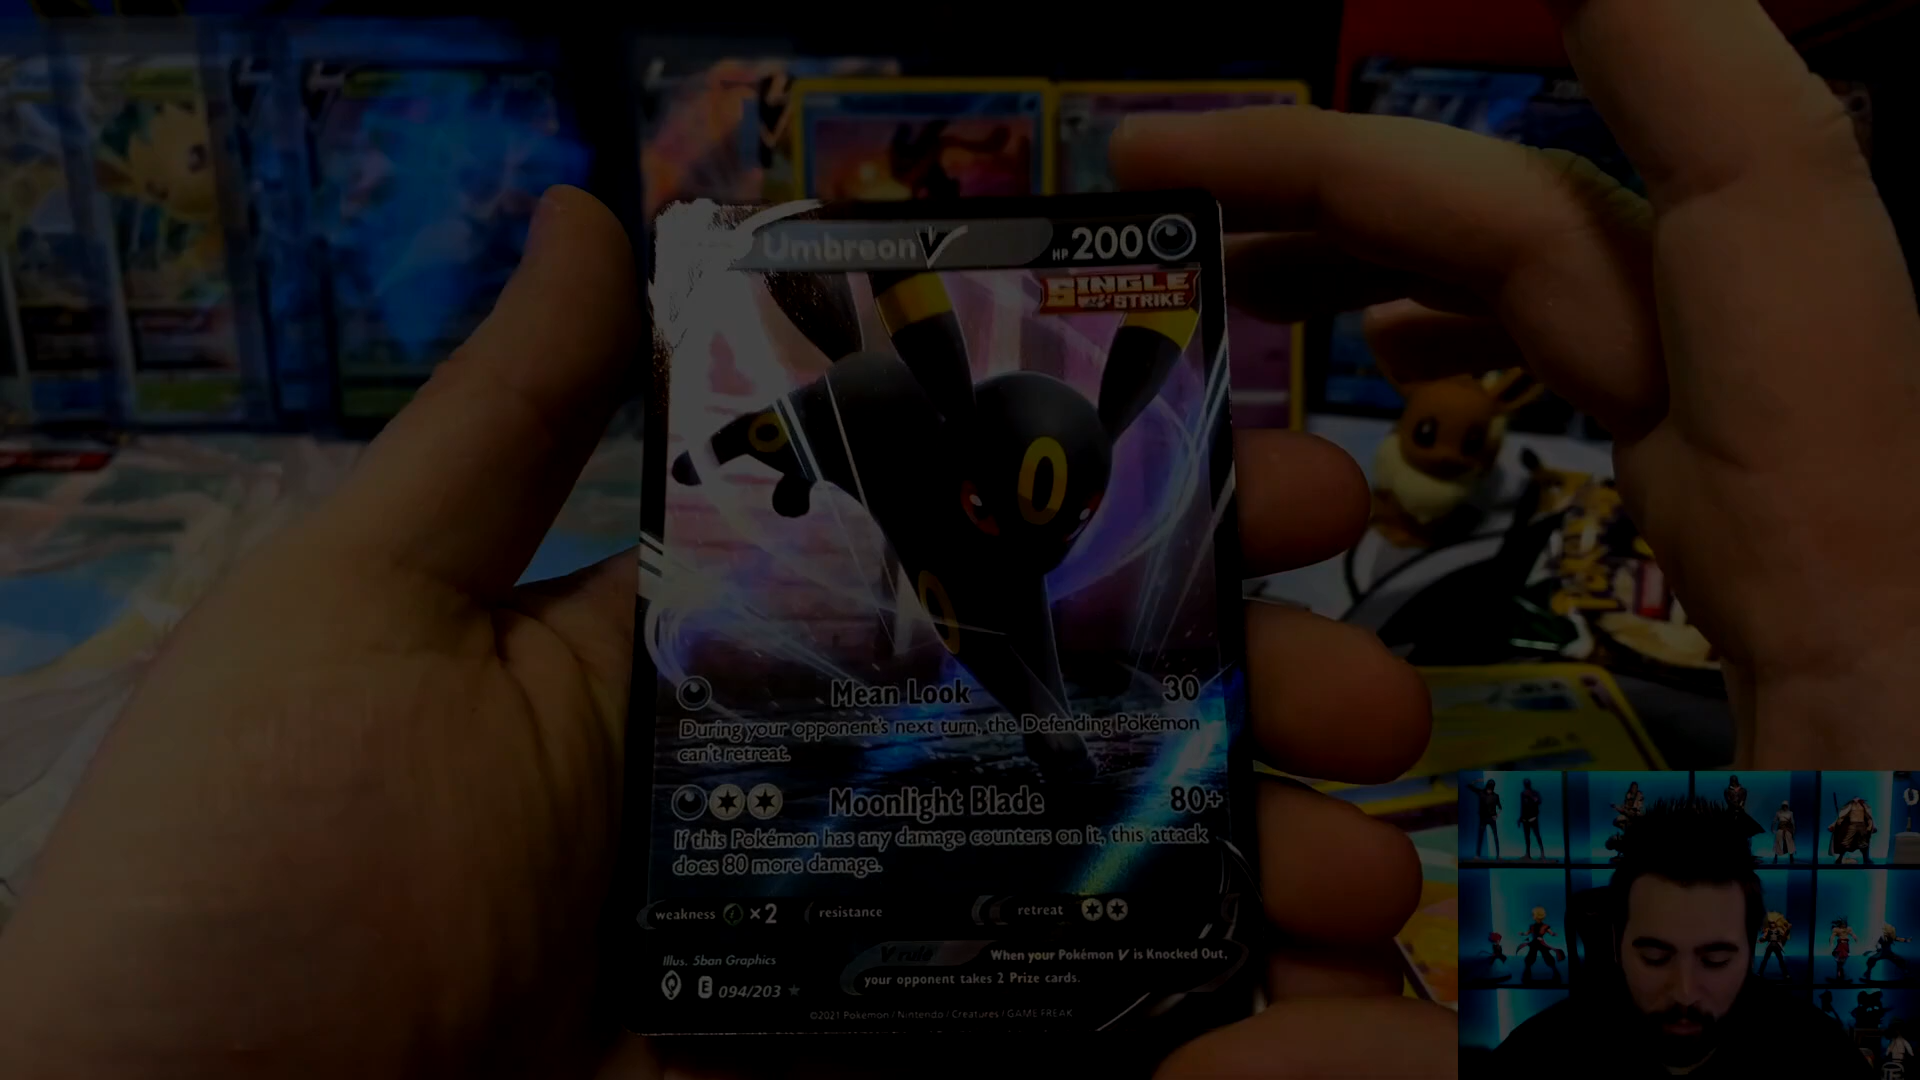 Umbreon V
HP 200
SINGLE
STRIKE
Mean Look 30
During your opponent's next turn, the Defending Pokémon
can't retreat.
Moonlight Blade 80+
If this Pokémon has any damage counters on it, this attack
does 80 more damage.
weakness ×2 resistance retreat
V rule When your Pokémon V is Knocked Out,
your opponent takes 2 Prize cards.
Illus. 5ban Graphics
E 094/203 ★
©2021 Pokémon / Nintendo / Creatures / GAME FREAK